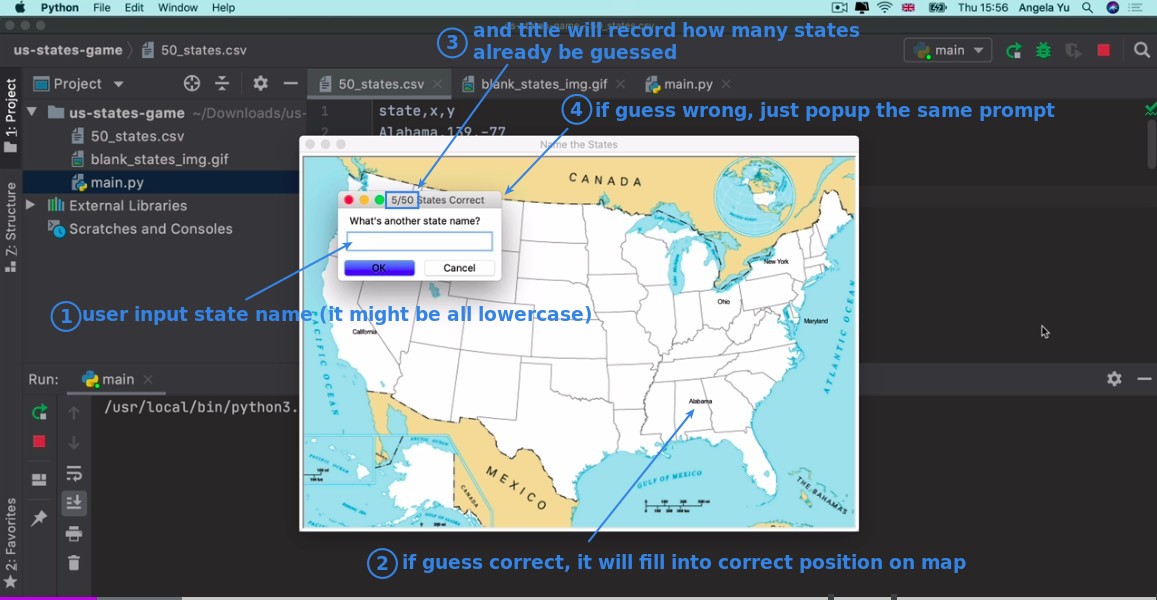 Python File Edit Window Help Thu 15:56 Angela Yu
us-states-game 50_states.csv
③ and title will record how many states
already be guessed
main
Project
50_states.csv blank_states_img.gif main.py
1: Project
us-states-game ~/Downloads/us-
50_states.csv
blank_states_img.gif
main.py
External Libraries
Scratches and Consoles
1 state,x,y
2 Alabama,139,-77
④ if guess wrong, just popup the same prompt
Name the States
5/50 States Correct
What's another state name?
OK Cancel
① user input state name (it might be all lowercase)
CANADA
New York
Ohio
Maryland
California
Alabama
PACIFIC OCEAN
ATLANTIC OCEAN
GULF OF MEXICO
MEXICO
THE BAHAMAS
ARCTIC OCEAN
CANADA
Z: Structure
Run: main
/usr/local/bin/python3.
② if guess correct, it will fill into correct position on map
2: Favorites